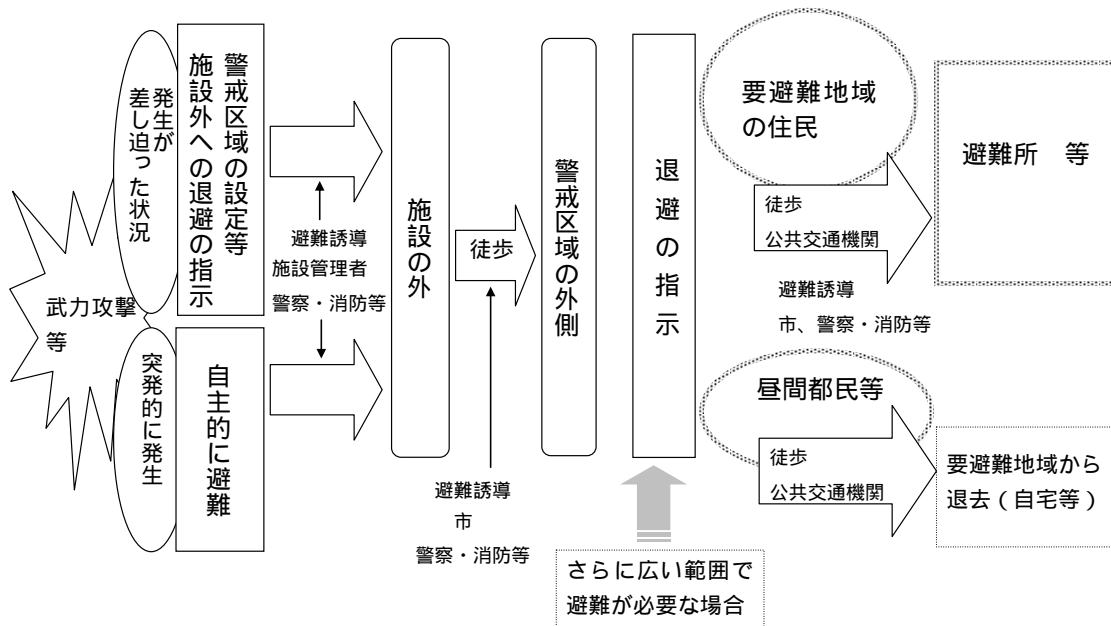 武力攻撃
等
発生が
差し迫った状況
警戒区域の設定等
施設外への退避の指示
突発的に発生
自主的に避難
避難誘導
施設管理者
警察・消防等
施設の外
徒歩
避難誘導
市
警察・消防等
警戒区域の外側
退避の指示
さらに広い範囲で
避難が必要な場合
要避難地域
の住民
徒歩
公共交通機関
避難誘導
市、警察・消防等
避難所　等
昼間都民等
徒歩
公共交通機関
要避難地域から
退去（自宅等）